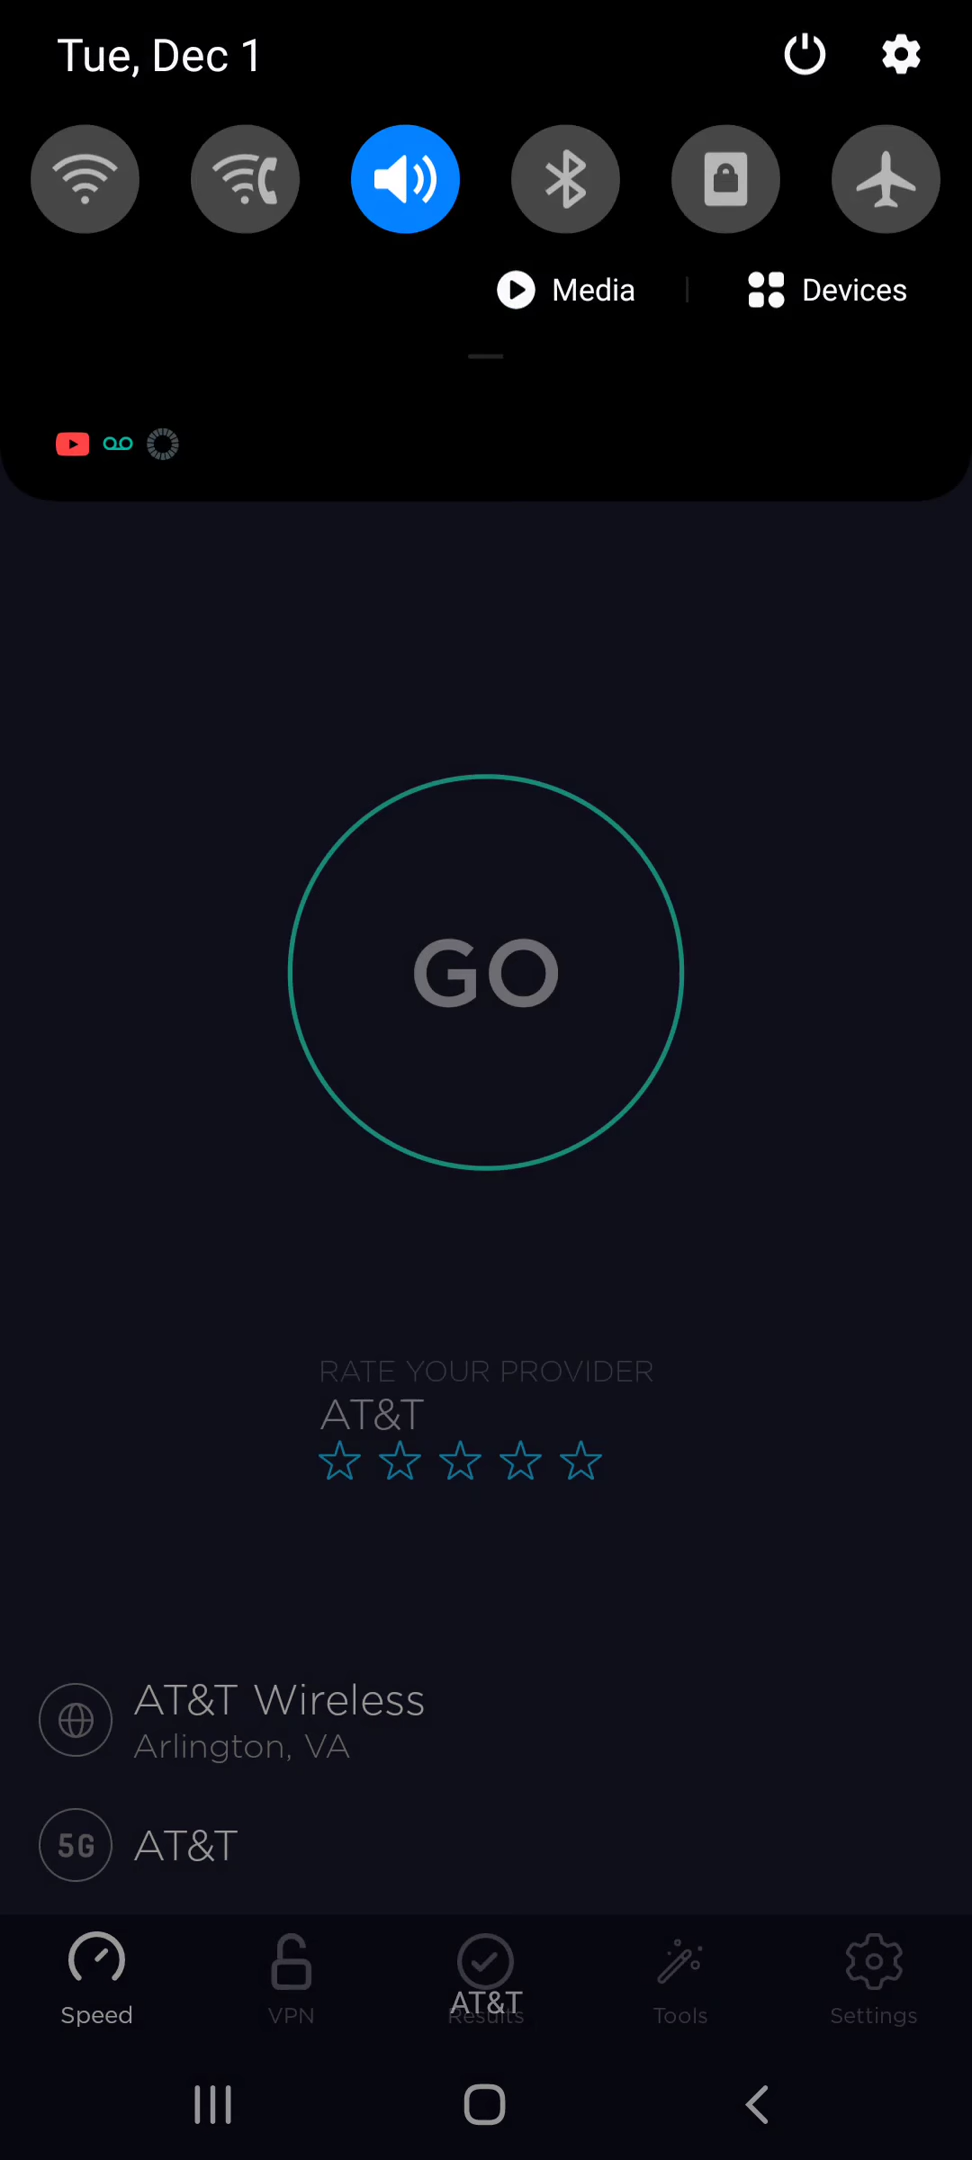 Tue, Dec 1
Media
Devices
GO
RATE YOUR PROVIDER
AT&T
AT&T Wireless
Arlington, VA
5G AT&T
Speed
VPN
Results
AT&T
Tools
Settings